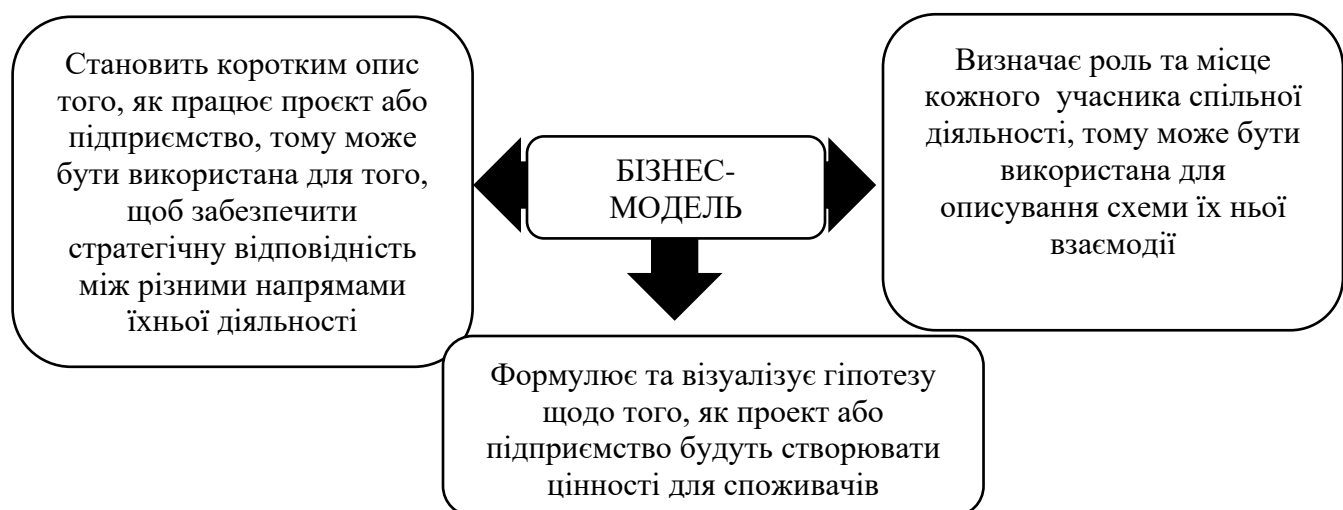 Становить коротким опис
того, як працює проєкт або
підприємство, тому може
бути використана для того,
щоб забезпечити
стратегічну відповідність
між різними напрямами
їхньої діяльності
БІЗНЕС-
МОДЕЛЬ
Визначає роль та місце
кожного учасника спільної
діяльності, тому може бути
використана для
описування схеми їх ньої
взаємодії
Формулює та візуалізує гіпотезу
щодо того, як проект або
підприємство будуть створювати
цінності для споживачів